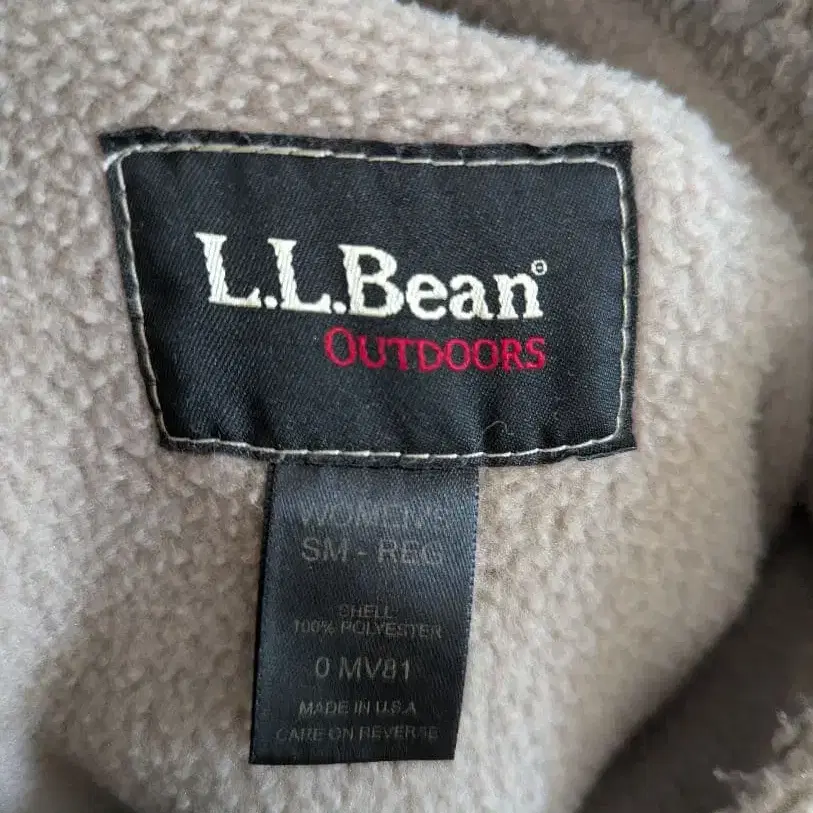 L.L.Bean®
OUTDOORS
WOMEN'S
SM - REG
SHELL:
100% POLYESTER
0 MV81
MADE IN U.S.A
CARE ON REVERSE